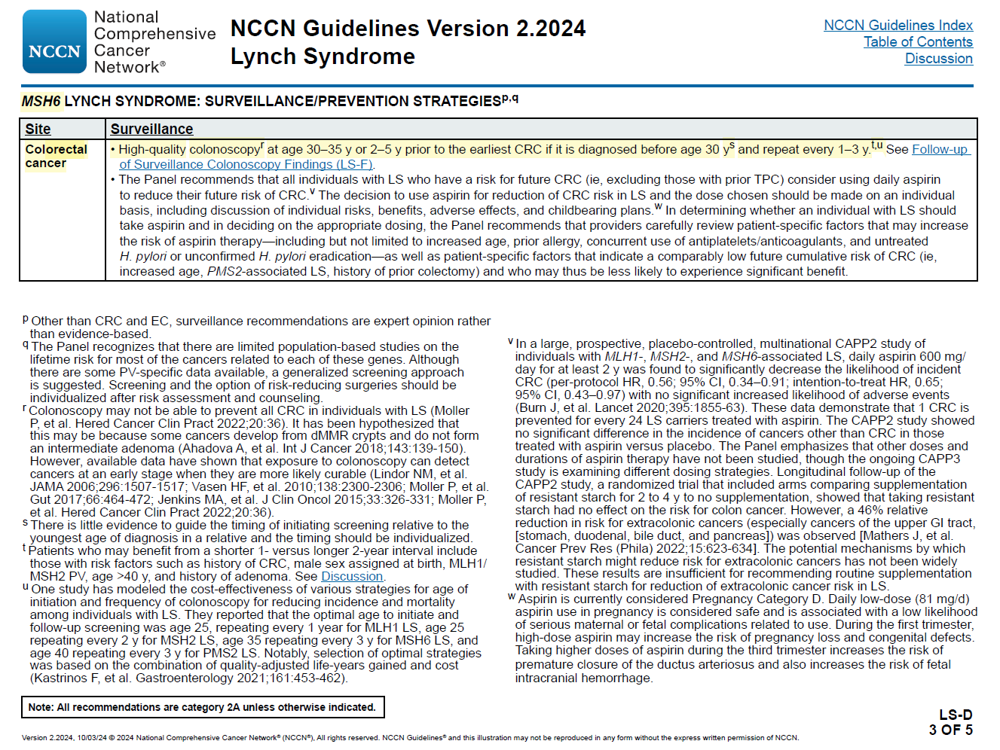 NCCN
National
Comprehensive
Cancer
Network®
NCCN Guidelines Version 2.2024
Lynch Syndrome
NCCN Guidelines Index
Table of Contents
Discussion
MSH6 LYNCH SYNDROME: SURVEILLANCE/PREVENTION STRATEGIESp,q
Site
Surveillance
Colorectal
cancer
• High-quality colonoscopyr at age 30–35 y or 2–5 y prior to the earliest CRC if it is diagnosed before age 30 ys and repeat every 1–3 y.t,u See Follow-up
of Surveillance Colonoscopy Findings (LS-F).
• The Panel recommends that all individuals with LS who have a risk for future CRC (ie, excluding those with prior TPC) consider using daily aspirin
to reduce their future risk of CRC.v The decision to use aspirin for reduction of CRC risk in LS and the dose chosen should be made on an individual
basis, including discussion of individual risks, benefits, adverse effects, and childbearing plans.w In determining whether an individual with LS should
take aspirin and in deciding on the appropriate dosing, the Panel recommends that providers carefully review patient-specific factors that may increase
the risk of aspirin therapy—including but not limited to increased age, prior allergy, concurrent use of antiplatelets/anticoagulants, and untreated
H. pylori or unconfirmed H. pylori eradication—as well as patient-specific factors that indicate a comparably low future cumulative risk of CRC (ie,
increased age, PMS2-associated LS, history of prior colectomy) and who may thus be less likely to experience significant benefit.
p Other than CRC and EC, surveillance recommendations are expert opinion rather
than evidence-based.
q The Panel recognizes that there are limited population-based studies on the
lifetime risk for most of the cancers related to each of these genes. Although
there are some PV-specific data available, a generalized screening approach
is suggested. Screening and the option of risk-reducing surgeries should be
individualized after risk assessment and counseling.
r Colonoscopy may not be able to prevent all CRC in individuals with LS (Moller
P, et al. Hered Cancer Clin Pract 2022;20:36). It has been hypothesized that
this may be because some cancers develop from dMMR crypts and do not form
an intermediate adenoma (Ahadova A, et al. Int J Cancer 2018;143:139-150).
However, available data have shown that exposure to colonoscopy can detect
cancers at an early stage when they are more likely curable (Lindor NM, et al.
JAMA 2006;296:1507-1517; Vasen HF, et al. 2010;138:2300-2306; Moller P, et al.
Gut 2017;66:464-472; Jenkins MA, et al. J Clin Oncol 2015;33:326-331; Moller P,
et al. Hered Cancer Clin Pract 2022;20:36).
s There is little evidence to guide the timing of initiating screening relative to the
youngest age of diagnosis in a relative and the timing should be individualized.
t Patients who may benefit from a shorter 1- versus longer 2-year interval include
those with risk factors such as history of CRC, male sex assigned at birth, MLH1/
MSH2 PV, age >40 y, and history of adenoma. See Discussion.
u One study has modeled the cost-effectiveness of various strategies for age of
initiation and frequency of colonoscopy for reducing incidence and mortality
among individuals with LS. They reported that the optimal age to initiate and
follow-up screening was age 25, repeating every 1 year for MLH1 LS, age 25
repeating every 2 y for MSH2 LS, age 35 repeating every 3 y for MSH6 LS, and
age 40 repeating every 3 y for PMS2 LS. Notably, selection of optimal strategies
was based on the combination of quality-adjusted life-years gained and cost
(Kastrinos F, et al. Gastroenterology 2021;161:453-462).
v In a large, prospective, placebo-controlled, multinational CAPP2 study of
individuals with MLH1-, MSH2-, and MSH6-associated LS, daily aspirin 600 mg/
day for at least 2 y was found to significantly decrease the likelihood of incident
CRC (per-protocol HR, 0.56; 95% CI, 0.34–0.91; intention-to-treat HR, 0.65;
95% CI, 0.43–0.97) with no significant increased likelihood of adverse events
(Burn J, et al. Lancet 2020;395:1855-63). These data demonstrate that 1 CRC is
prevented for every 24 LS carriers treated with aspirin. The CAPP2 study showed
no significant difference in the incidence of cancers other than CRC in those
treated with aspirin versus placebo. The Panel emphasizes that other doses and
durations of aspirin therapy have not been studied, though the ongoing CAPP3
study is examining different dosing strategies. Longitudinal follow-up of the
CAPP2 study, a randomized trial that included arms comparing supplementation
of resistant starch for 2 to 4 y to no supplementation, showed that taking resistant
starch had no effect on the risk for colon cancer. However, a 46% relative
reduction in risk for extracolonic cancers (especially cancers of the upper GI tract,
[stomach, duodenal, bile duct, and pancreas]) was observed [Mathers J, et al.
Cancer Prev Res (Phila) 2022;15:623-634]. The potential mechanisms by which
resistant starch might reduce risk for extracolonic cancers has not been widely
studied. These results are insufficient for recommending routine supplementation
with resistant starch for reduction of extracolonic cancer risk in LS.
w Aspirin is currently considered Pregnancy Category D. Daily low-dose (81 mg/d)
aspirin use in pregnancy is considered safe and is associated with a low likelihood
of serious maternal or fetal complications related to use. During the first trimester,
high-dose aspirin may increase the risk of pregnancy loss and congenital defects.
Taking higher doses of aspirin during the third trimester increases the risk of
premature closure of the ductus arteriosus and also increases the risk of fetal
intracranial hemorrhage.
Note: All recommendations are category 2A unless otherwise indicated.
LS-D
3 OF 5
Version 2.2024, 10/03/24 © 2024 National Comprehensive Cancer Network® (NCCN®), All rights reserved. NCCN Guidelines® and this illustration may not be reproduced in any form without the express written permission of NCCN.